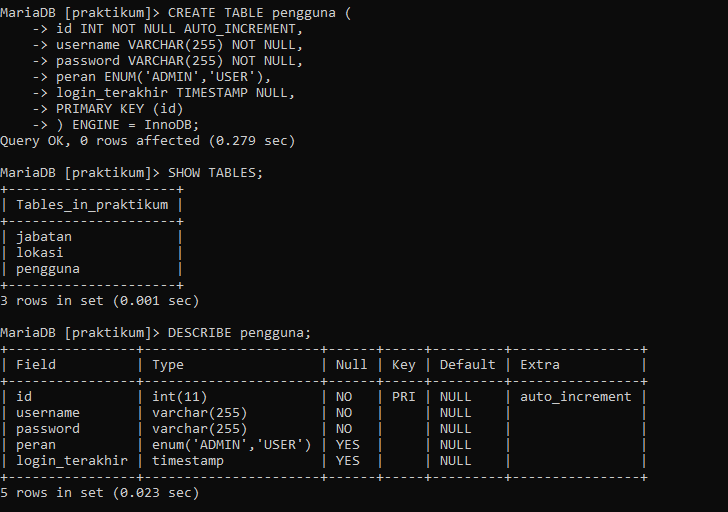 MariaDB [praktikum]> CREATE TABLE pengguna (
    -> id INT NOT NULL AUTO_INCREMENT,
    -> username VARCHAR(255) NOT NULL,
    -> password VARCHAR(255) NOT NULL,
    -> peran ENUM('ADMIN','USER'),
    -> login_terakhir TIMESTAMP NULL,
    -> PRIMARY KEY (id)
    -> ) ENGINE = InnoDB;
Query OK, 0 rows affected (0.279 sec)

MariaDB [praktikum]> SHOW TABLES;
+---------------------+
| Tables_in_praktikum |
+---------------------+
| jabatan             |
| lokasi              |
| pengguna            |
+---------------------+
3 rows in set (0.001 sec)

MariaDB [praktikum]> DESCRIBE pengguna;
+----------------+----------------------+------+-----+---------+----------------+
| Field          | Type                 | Null | Key | Default | Extra          |
+----------------+----------------------+------+-----+---------+----------------+
| id             | int(11)              | NO   | PRI | NULL    | auto_increment |
| username       | varchar(255)         | NO   |     | NULL    |                |
| password       | varchar(255)         | NO   |     | NULL    |                |
| peran          | enum('ADMIN','USER') | YES  |     | NULL    |                |
| login_terakhir | timestamp            | YES  |     | NULL    |                |
+----------------+----------------------+------+-----+---------+----------------+
5 rows in set (0.023 sec)